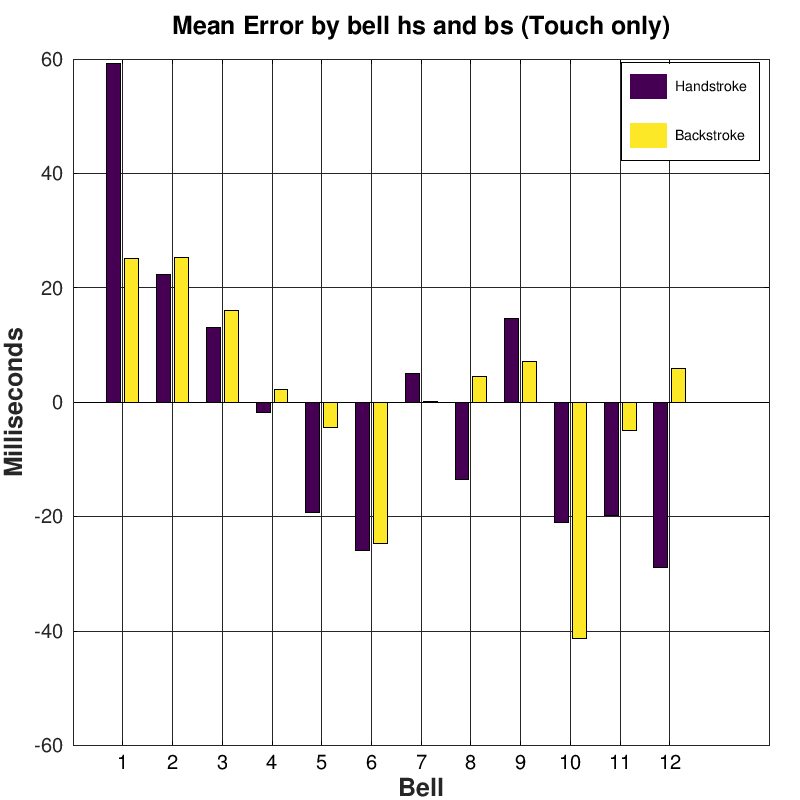 Mean Error by bell hs and bs (Touch only)
Handstroke
Backstroke
60
40
20
0
-20
-40
-60
Milliseconds
1 2 3 4 5 6 7 8 9 10 11 12
Bell